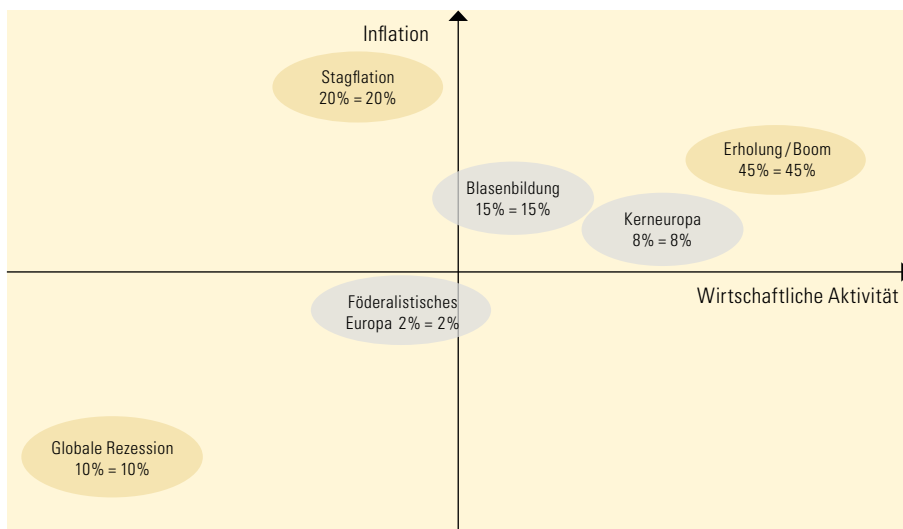 Inflation
Stagflation
20% = 20%
Erholung/Boom
45% = 45%
Blasenbildung
15% = 15%
Kerneuropa
8% = 8%
Wirtschaftliche Aktivität
Föderalistisches
Europa 2% = 2%
Globale Rezession
10% = 10%